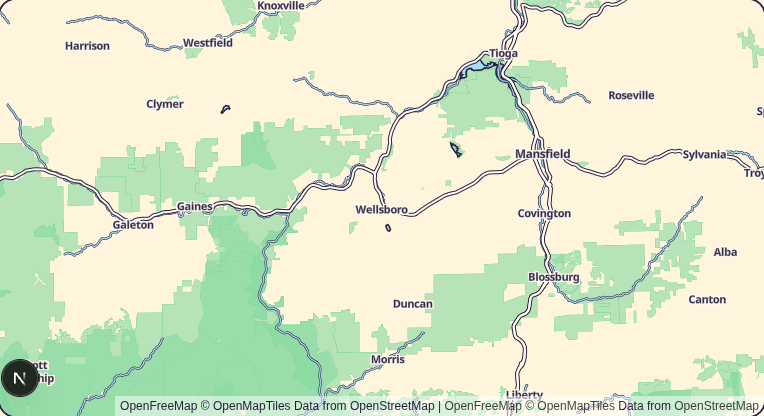 Knoxville
Harrison
Westfield
Tioga
Clymer
Roseville
Mansfield
Sylvania
Troy
Gaines
Wellsboro
Covington
Galeton
Alba
Blossburg
Canton
Duncan
Morris
Liberty
N
OpenFreeMap © OpenMapTiles Data from OpenStreetMap | OpenFreeMap © OpenMapTiles Data from OpenStreetMap